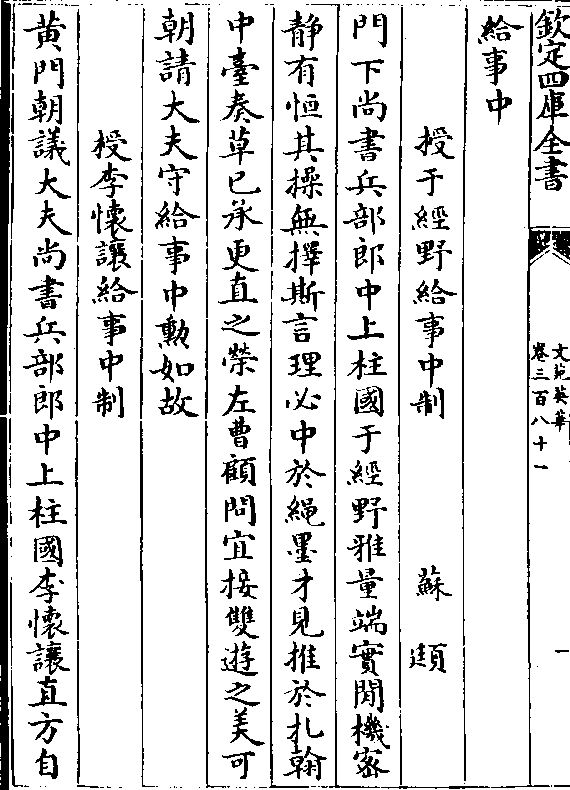 欽定四庫全書
文苑英華
卷三百八十一
一
給事中
授于經野給事中制
蘇頲
門下尚書兵部郎中上柱國于經野雅量端實閒機密
靜有恒其操無擇斯言理必中於繩墨才見推於扎翰
中臺奏草已承更直之榮左曹顧問宜接雙遊之美可
朝請大夫守給事中勲如故
授李懷讓給事中制
黃門朝議大夫尚書兵部郎中上柱國李懷讓直方自